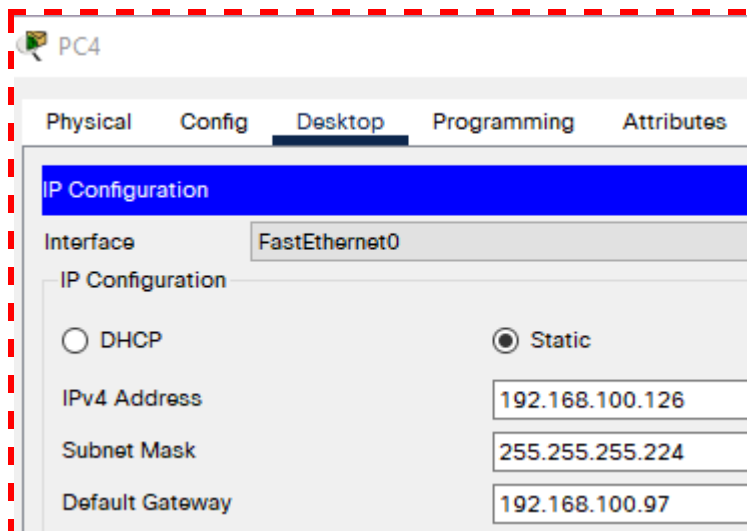 PC4
Physical Config Desktop Programming Attributes
IP Configuration
Interface FastEthernet0
IP Configuration
DHCP Static
IPv4 Address 192.168.100.126
Subnet Mask 255.255.255.224
Default Gateway 192.168.100.97